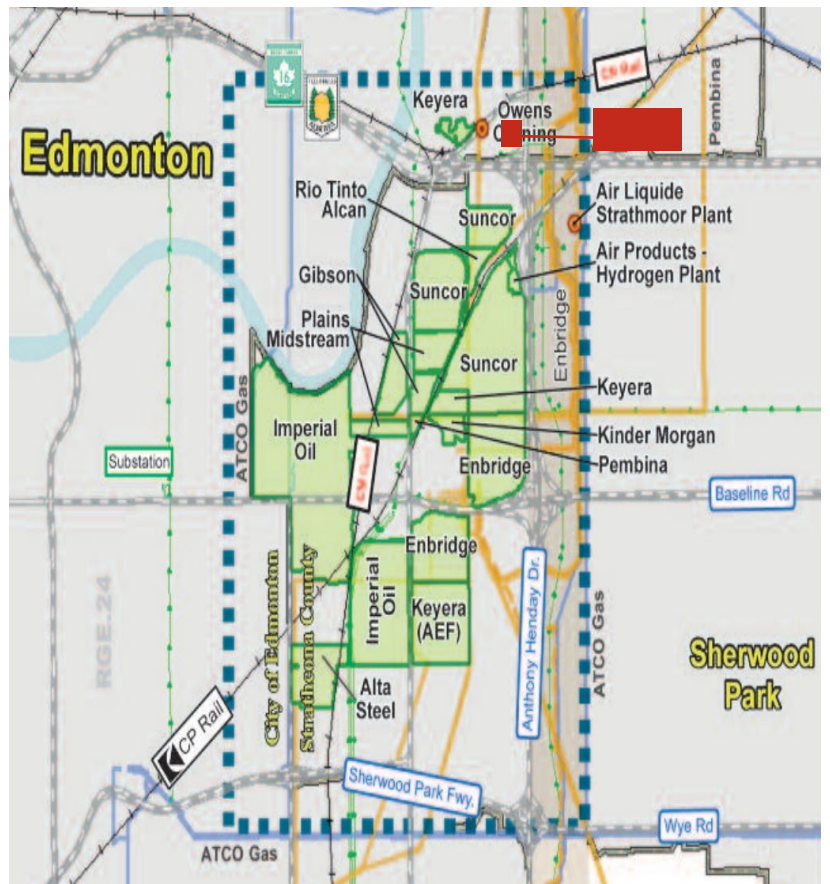 16
Keyera
Owens
CN Rail
Edmonton
Pembina
Rio Tinto
Alcan
Suncor
Air Liquide
Strathmoor Plant
Gibson
Suncor
Air Products -
Hydrogen Plant
Plains
Midstream
Enbridge
Suncor
ATCO Gas
Keyera
Imperial
Oil
Kinder Morgan
Substation
Enbridge
Pembina
CN Rail
Baseline Rd
Enbridge
City of Edmonton
Strathcona County
Imperial
Oil
Keyera
(AEF)
Anthony Henday Dr.
ATCO Gas
RGE.24
Sherwood
Park
Alta
Steel
CP Rail
Sherwood Park Fwy.
Wye Rd
ATCO Gas